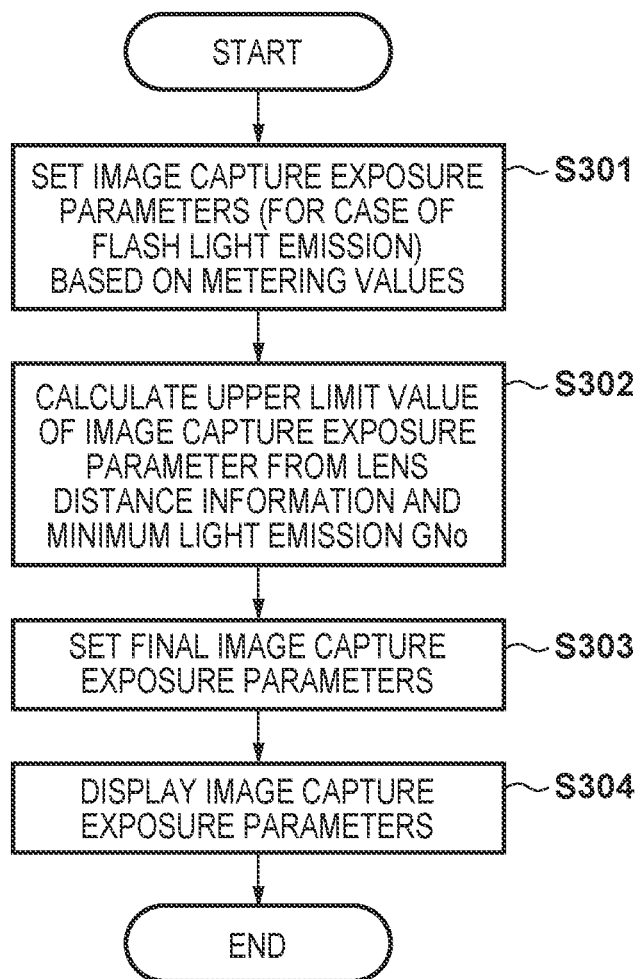 START
SET IMAGE CAPTURE EXPOSURE
PARAMETERS (FOR CASE OF
FLASH LIGHT EMISSION)
BASED ON METERING VALUES
S301
CALCULATE UPPER LIMIT VALUE
OF IMAGE CAPTURE EXPOSURE
PARAMETER FROM LENS
DISTANCE INFORMATION AND
MINIMUM LIGHT EMISSION GNo
S302
SET FINAL IMAGE CAPTURE
EXPOSURE PARAMETERS
S303
DISPLAY IMAGE CAPTURE
EXPOSURE PARAMETERS
S304
END